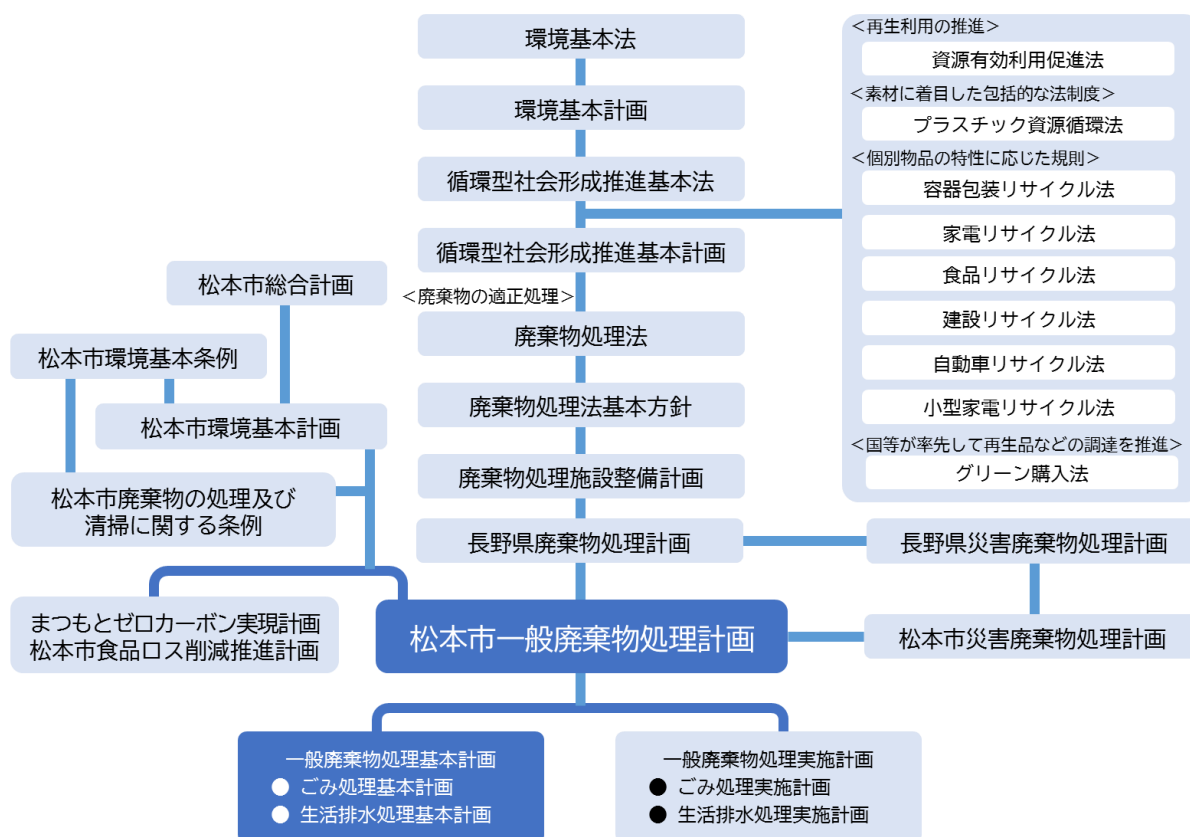 環境基本法
環境基本計画
循環型社会形成推進基本法
循環型社会形成推進基本計画
＜廃棄物の適正処理＞
廃棄物処理法
廃棄物処理法基本方針
廃棄物処理施設整備計画
長野県廃棄物処理計画
＜再生利用の推進＞
資源有効利用促進法
＜素材に着目した包括的な法制度＞
プラスチック資源循環法
＜個別物品の特性に応じた規則＞
容器包装リサイクル法
家電リサイクル法
食品リサイクル法
建設リサイクル法
自動車リサイクル法
小型家電リサイクル法
＜国等が率先して再生品などの調達を推進＞
グリーン購入法
松本市総合計画
松本市環境基本条例
松本市環境基本計画
松本市廃棄物の処理及び
清掃に関する条例
まつもとゼロカーボン実現計画
松本市食品ロス削減推進計画
長野県災害廃棄物処理計画
松本市災害廃棄物処理計画
松本市一般廃棄物処理計画
一般廃棄物処理基本計画
● ごみ処理基本計画
● 生活排水処理基本計画
一般廃棄物処理実施計画
● ごみ処理実施計画
● 生活排水処理実施計画